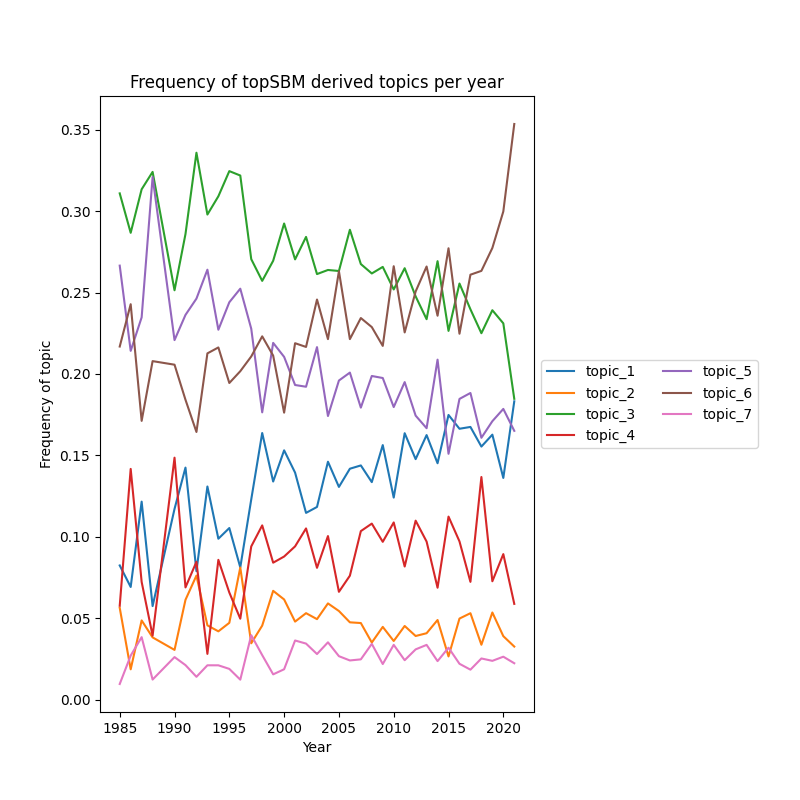 Frequency of topSBM derived topics per year
Frequency of topic
0.35
0.30
0.25
0.20
0.15
0.10
0.05
0.00
1985 1990 1995 2000 2005 2010 2015 2020
Year
topic_1
topic_2
topic_3
topic_4
topic_5
topic_6
topic_7